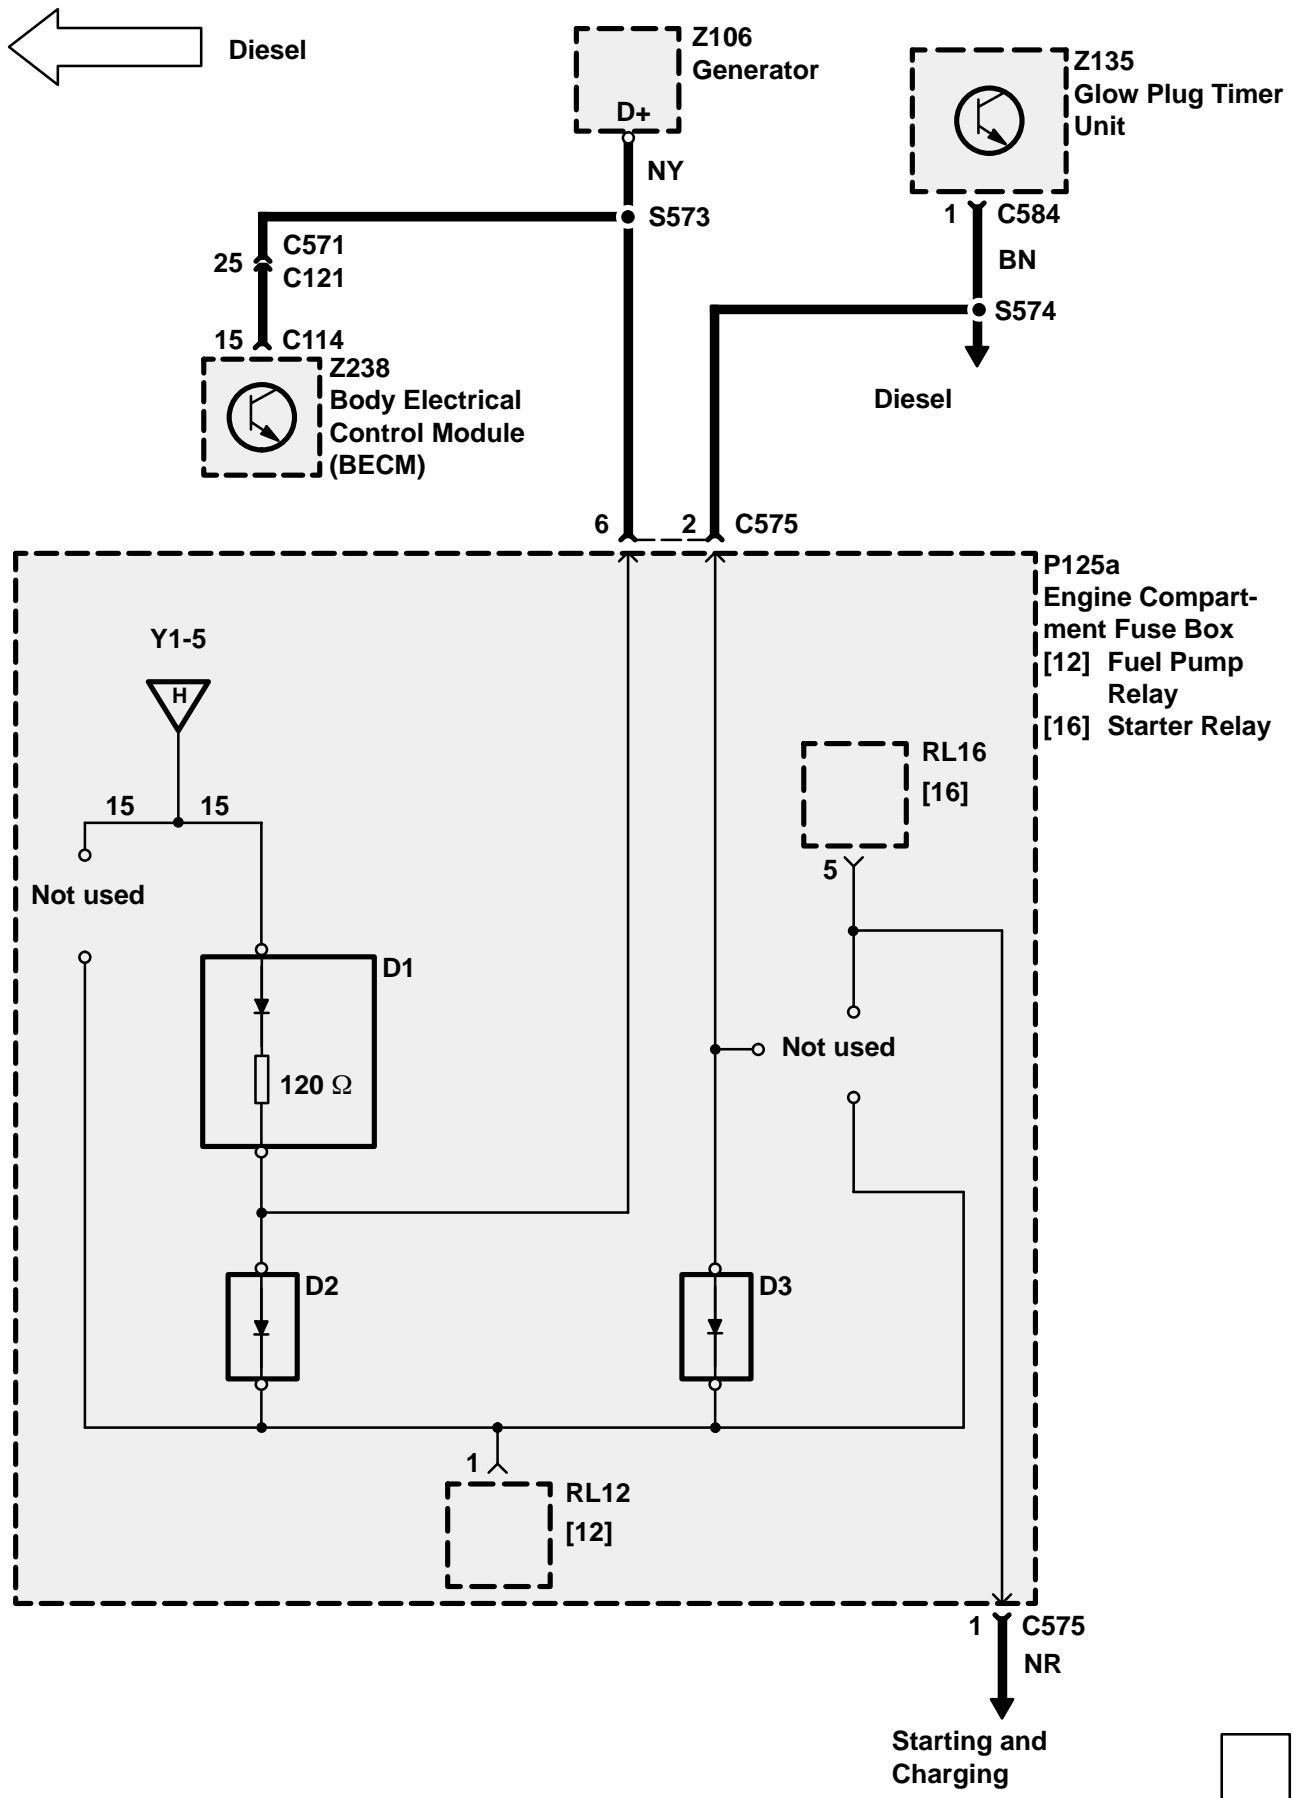 Diesel
Z106
Generator
D+
NY
S573
Z135
Glow Plug Timer
Unit
1 C584
BN
S574
Diesel
25
C571
C121
15 C114
Z238
Body Electrical
Control Module
(BECM)
6 2 C575
P125a
Engine Compart-
ment Fuse Box
[12] Fuel Pump
Relay
[16] Starter Relay
Y1-5
H
15 15
Not used
RL16
[16]
5
D1
120 Ω
Not used
D2
D3
1
RL12
[12]
1 C575
NR
Starting and
Charging